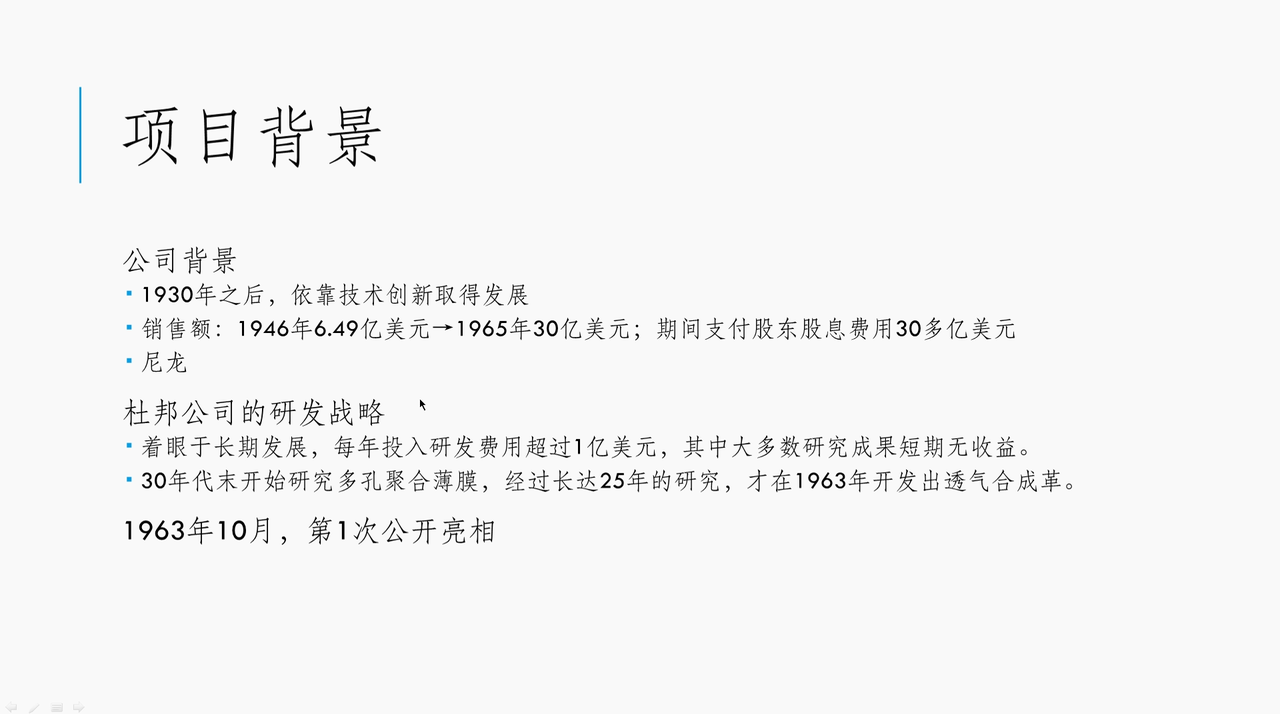 项目背景
公司背景
▪ 1930年之后，依靠技术创新取得发展
▪ 销售额：1946年6.49亿美元→1965年30亿美元；期间支付股东股息费用30多亿美元
▪ 尼龙
杜邦公司的研发战略
▪ 着眼于长期发展，每年投入研发费用超过1亿美元，其中大多数研究成果短期无收益。
▪ 30年代末开始研究多孔聚合薄膜，经过长达25年的研究，才在1963年开发出透气合成革。
1963年10月，第1次公开亮相